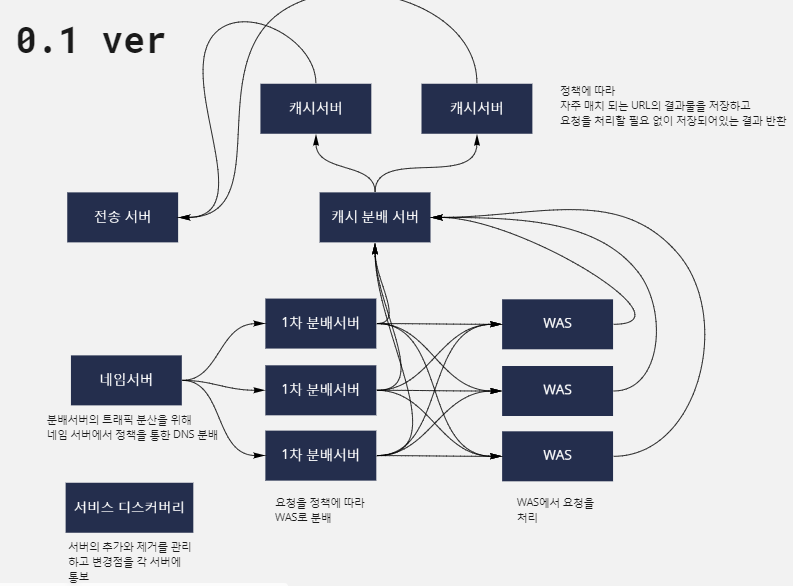 0.1 ver
캐시서버
캐시서버
정책에 따라
자주 매치 되는 URL의 결과물을 저장하고
요청을 처리할 필요 없이 저장되어있는 결과 반환
전송 서버
캐시 분배 서버
1차 분배서버
WAS
네임서버
1차 분배서버
WAS
분배서버의 트래픽 분산을 위해
네임 서버에서 정책을 통한 DNS 분배
1차 분배서버
WAS
서비스 디스커버리
요청을 정책에 따라
WAS로 분배
WAS에서 요청을
처리
서버의 추가와 제거를 관리
하고 변경점을 각 서버에
통보